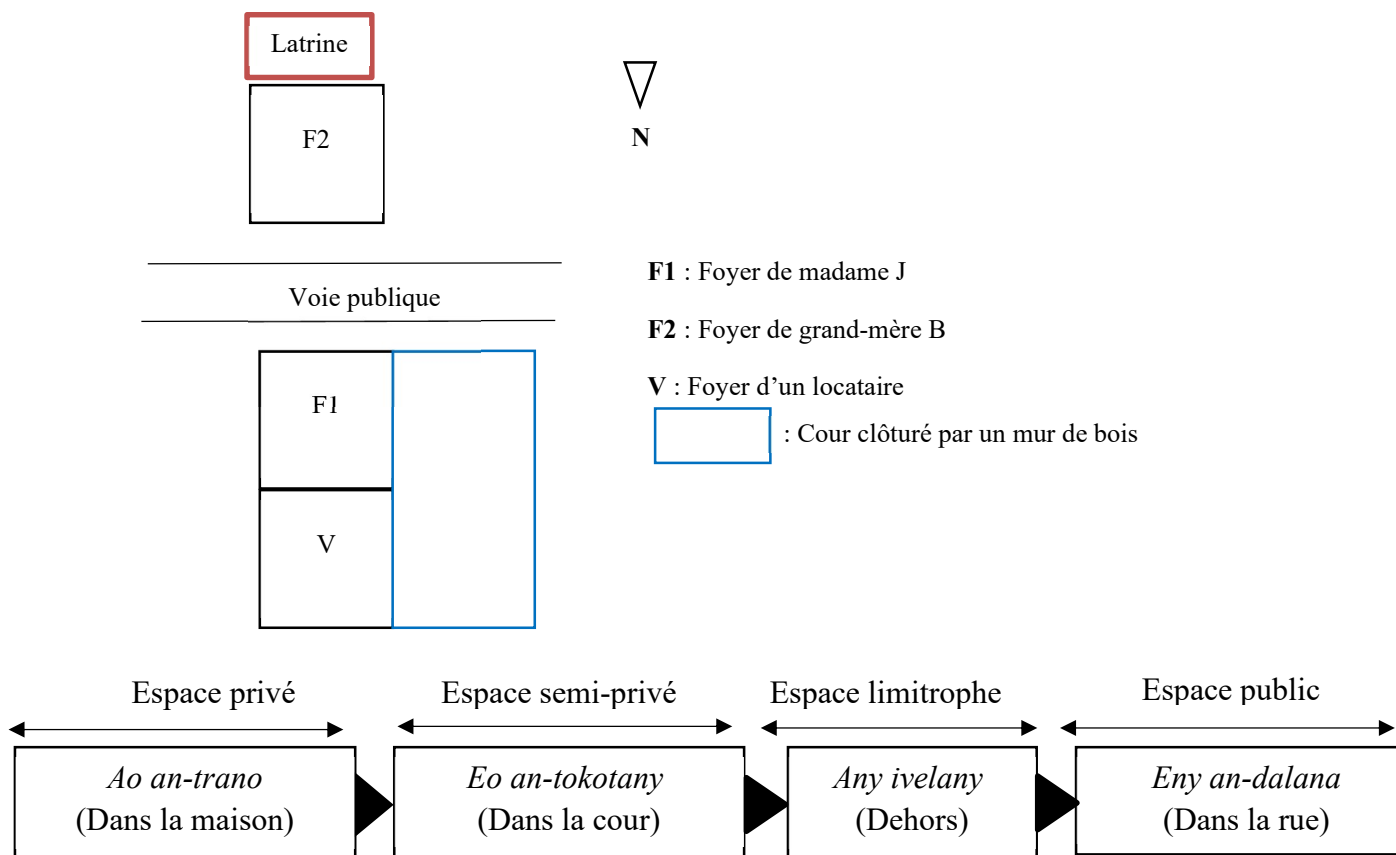 Latrine
F2
N
Voie publique
F1
V
F1 : Foyer de madame J
F2 : Foyer de grand-mère B
V : Foyer d’un locataire
: Cour clôturé par un mur de bois
Espace privé
Espace semi-privé
Espace limitrophe
Espace public
Ao an-trano
(Dans la maison)
Eo an-tokotany
(Dans la cour)
Any ivelany
(Dehors)
Eny an-dalana
(Dans la rue)